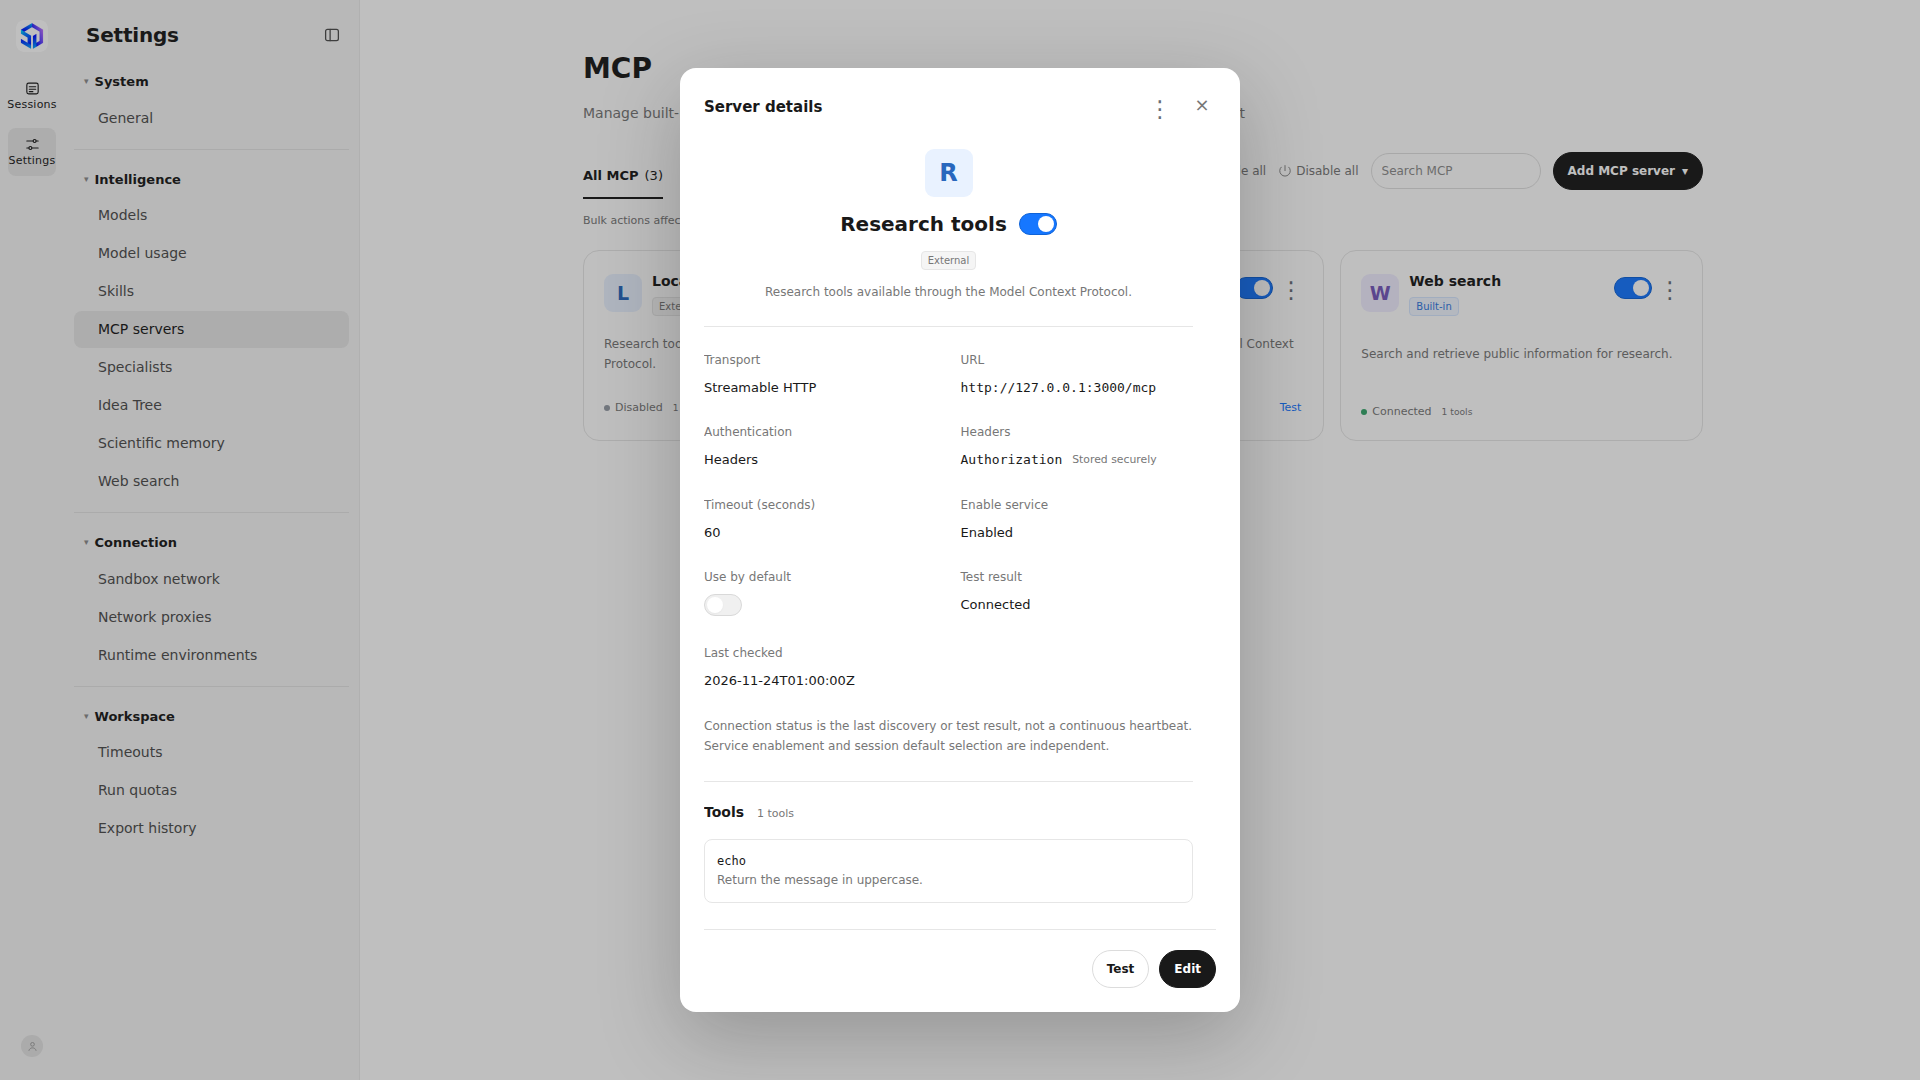 Settings
Sessions
Settings
System
General
Intelligence
Models
Model usage
Skills
MCP servers
Specialists
Idea Tree
Scientific memory
Web search
Connection
Sandbox network
Network proxies
Runtime environments
Workspace
Timeouts
Run quotas
Export history
MCP
Manage built-
All MCP (3)
e all
Disable all
Search MCP
Add MCP server
Bulk actions affec
L
Research
Protocol.
Disabled
l Context
Test
W
Web search
Built-in
Search and retrieve public information for research.
Connected 1 tools
Server details
R
Research tools
External
Research tools available through the Model Context Protocol.
Transport
Streamable HTTP
URL
http://127.0.0.1:3000/mcp
Authentication
Headers
Headers
Authorization Stored securely
Timeout (seconds)
60
Enable service
Enabled
Use by default
Test result
Connected
Last checked
2026-11-24T01:00:00Z
Connection status is the last discovery or test result, not a continuous heartbeat.
Service enablement and session default selection are independent.
Tools 1 tools
echo
Return the message in uppercase.
Test
Edit